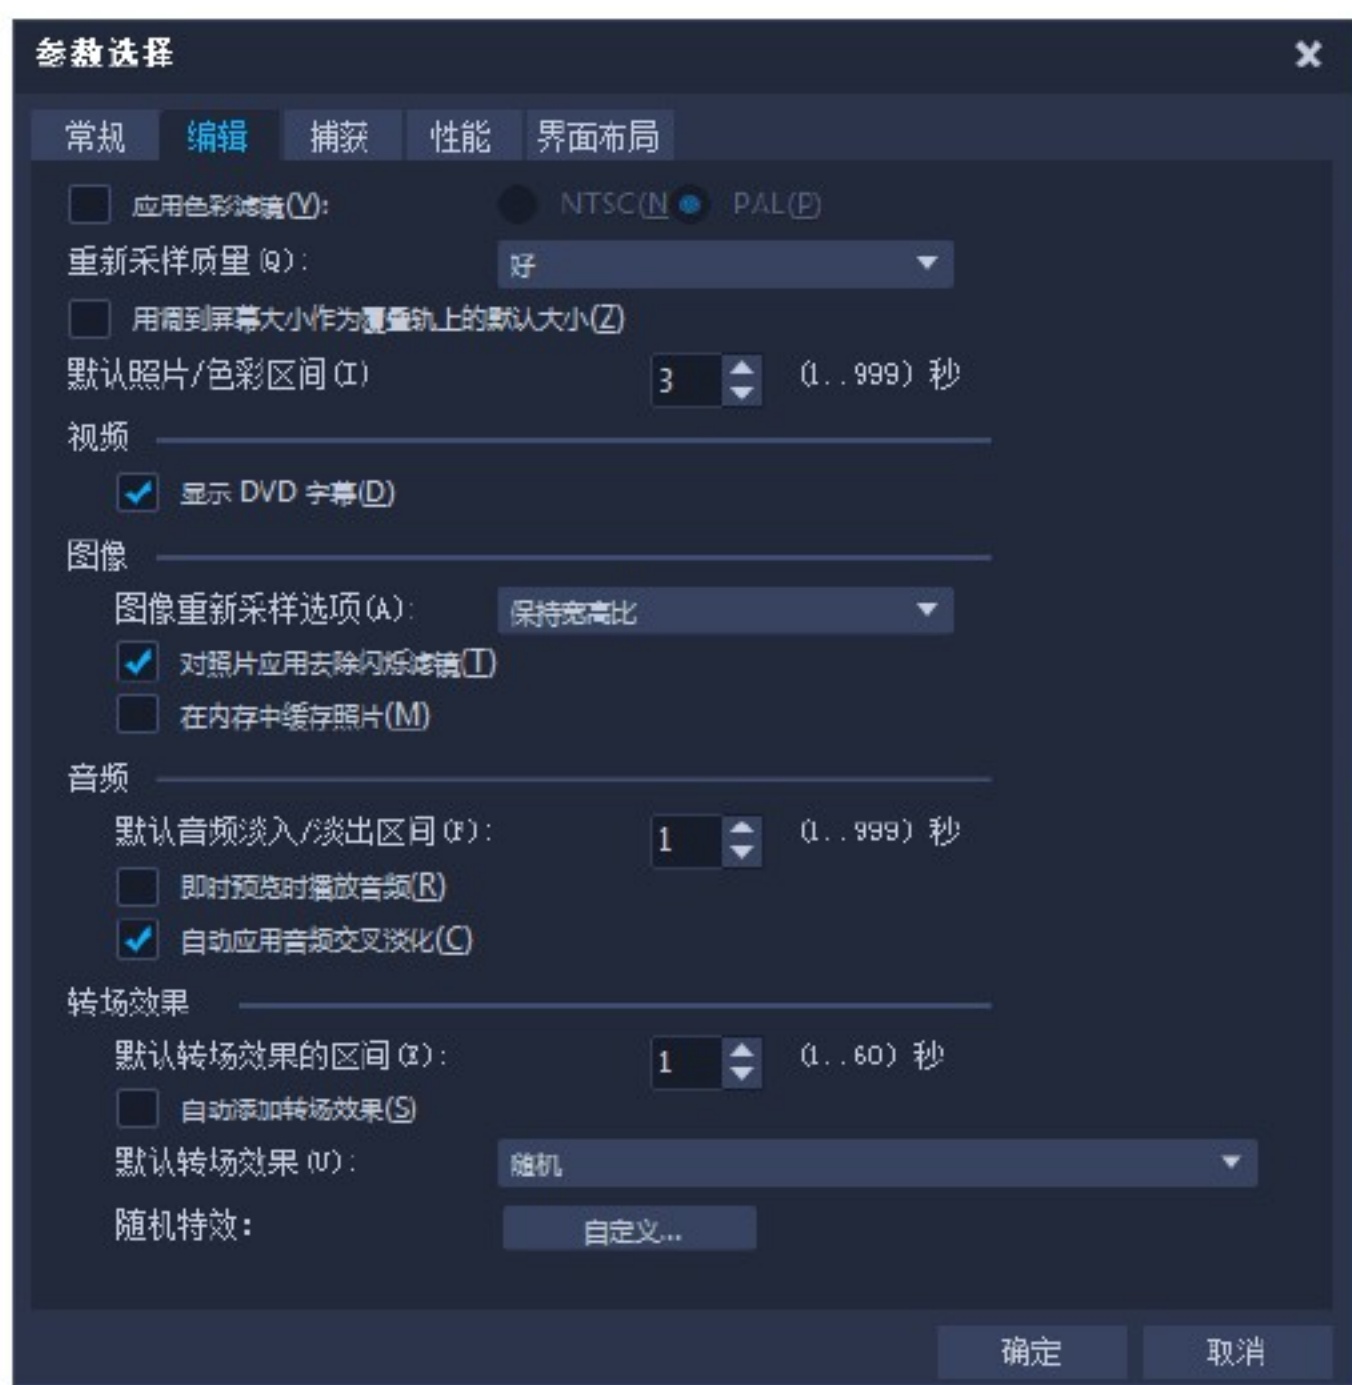 参数选择
常规 编辑 捕获 性能 界面布局
应用色彩滤镜(V): NTSC(N PAL(P)
重新采样质量(Q): 好
用调到屏幕大小作为覆叠轨上的默认大小(Z)
默认照片/色彩区间(I) 3 (1..999) 秒
视频
显示 DVD 字幕(D)
图像
图像重新采样选项(A): 保持宽高比
对照片应用去除闪烁滤镜(T)
在内存中缓存照片(M)
音频
默认音频淡入/淡出区间(F): 1 (1..999) 秒
即时预览时播放音频(R)
自动应用音频交叉淡化(C)
转场效果
默认转场效果的区间(E): 1 (1..60) 秒
自动添加转场效果(S)
默认转场效果(U): 随机
随机特效: 自定义...
确定 取消